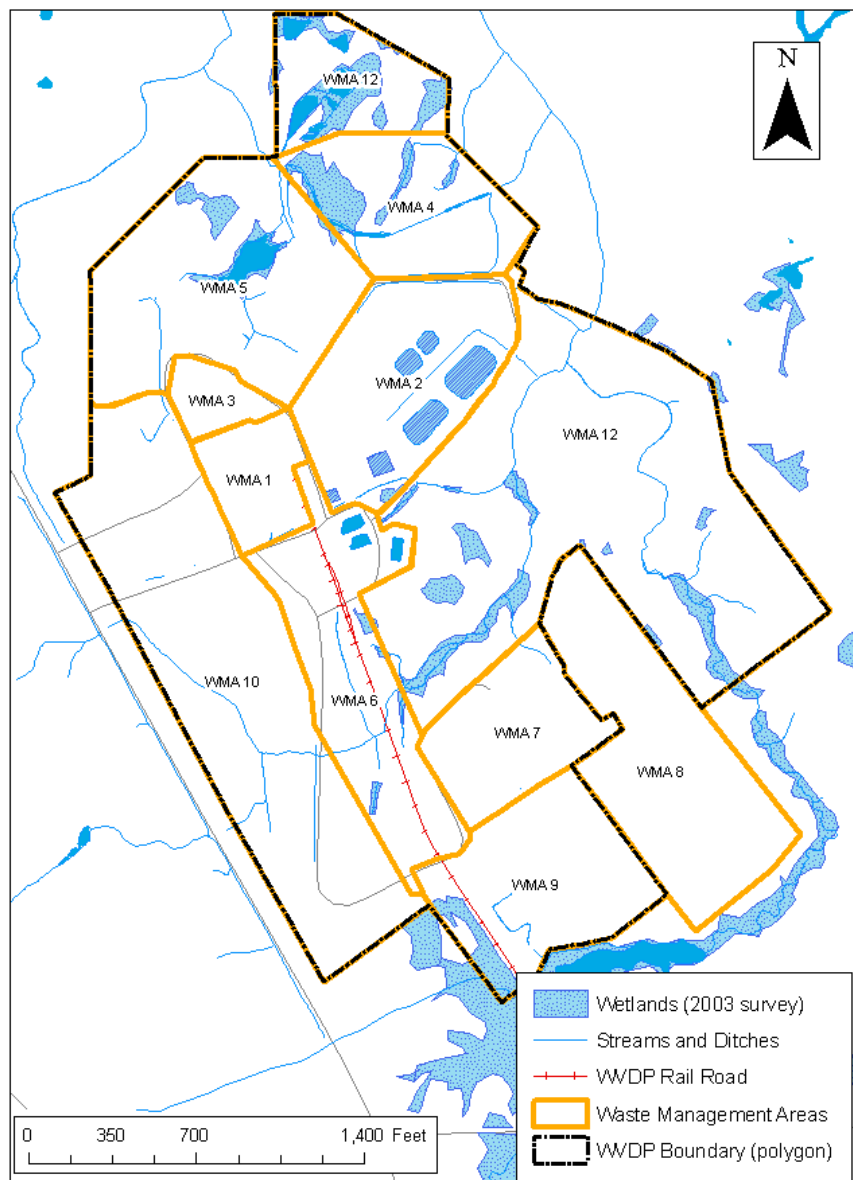 N
WMA 12
WMA 4
WMA 5
WMA 2
WMA 3
WMA 12
WMA 1
WMA 10
WMA 6
WMA 7
WMA 8
WMA 9
Wetlands (2003 survey)
Streams and Ditches
WVDP Rail Road
Waste Management Areas
WVDP Boundary (polygon)
0 350 700 1,400 Feet